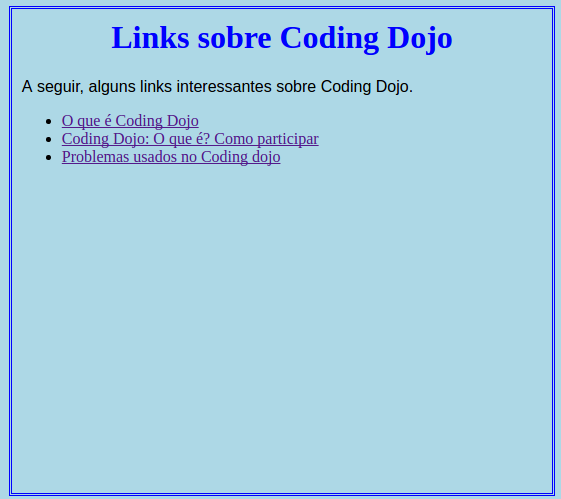 Links sobre Coding Dojo
A seguir, alguns links interessantes sobre Coding Dojo.
O que é Coding Dojo
Coding Dojo: O que é? Como participar
Problemas usados no Coding dojo